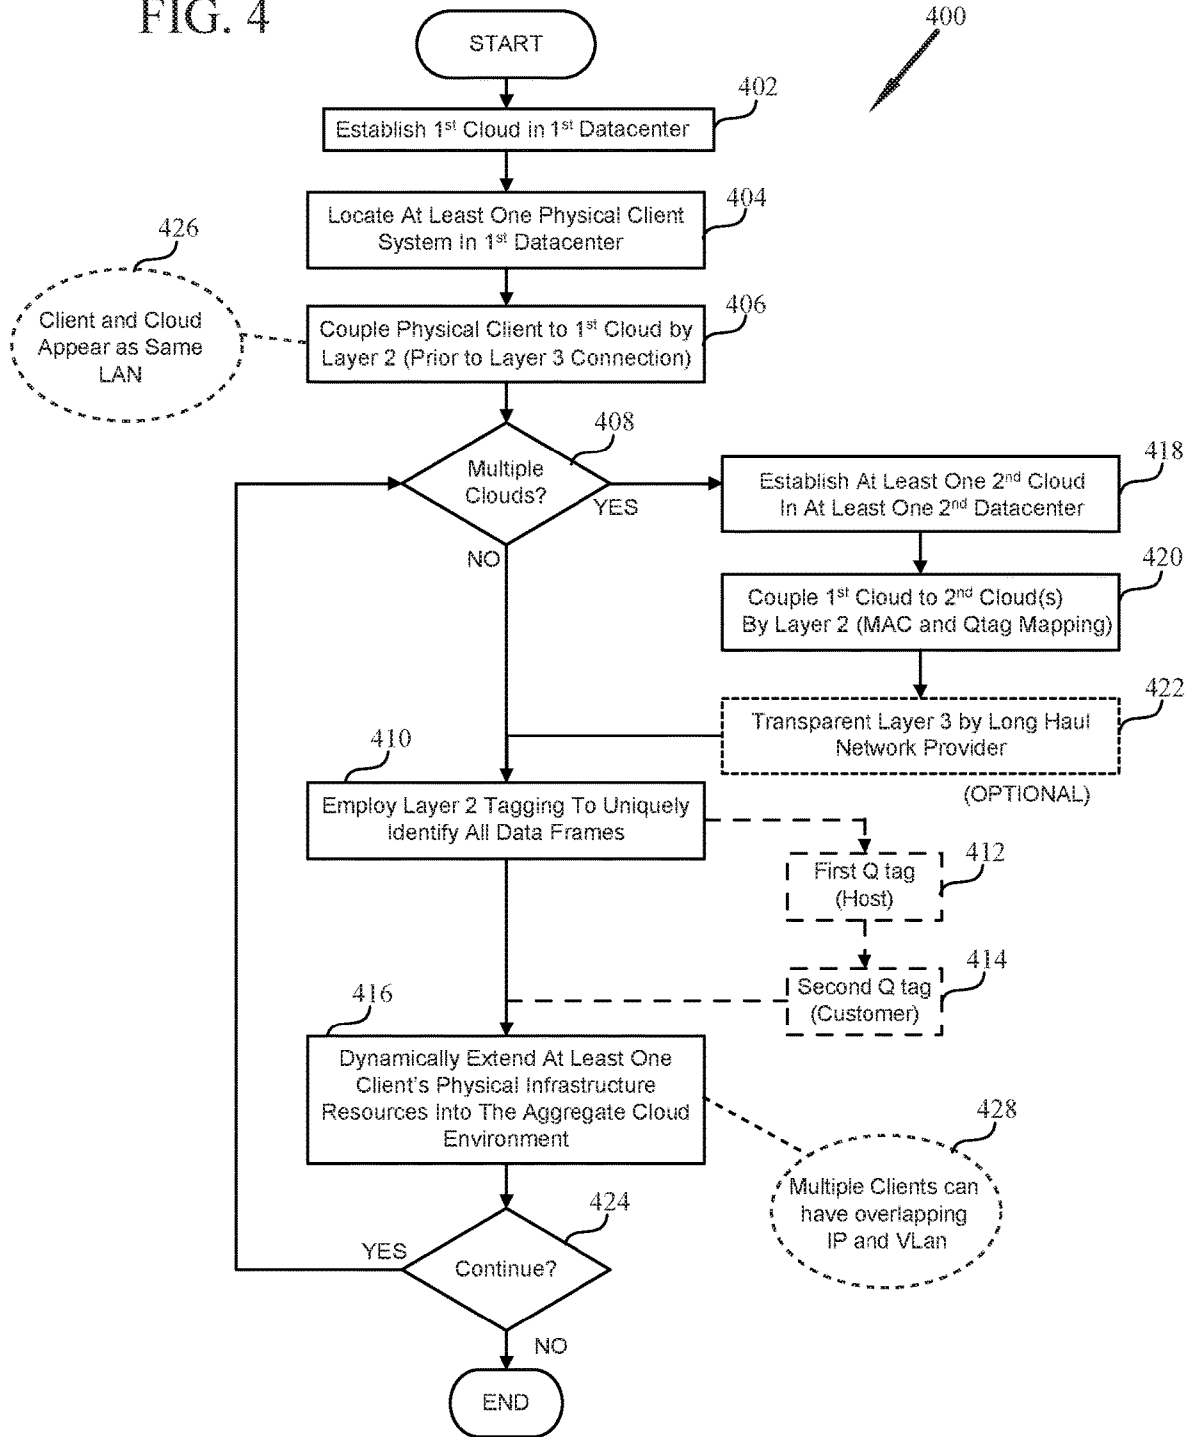 FIG. 4
400
START
402
Establish 1st Cloud in 1st Datacenter
404
Locate At Least One Physical Client
System In 1st Datacenter
426
Client and Cloud
Appear as Same
LAN
406
Couple Physical Client to 1st Cloud by
Layer 2 (Prior to Layer 3 Connection)
408
Multiple
Clouds?
YES
NO
418
Establish At Least One 2nd Cloud
In At Least One 2nd Datacenter
420
Couple 1st Cloud to 2nd Cloud(s)
By Layer 2 (MAC and Qtag Mapping)
422
Transparent Layer 3 by Long Haul
Network Provider
(OPTIONAL)
410
Employ Layer 2 Tagging To Uniquely
Identify All Data Frames
412
First Q tag
(Host)
414
Second Q tag
(Customer)
416
Dynamically Extend At Least One
Client's Physical Infrastructure
Resources Into The Aggregate Cloud
Environment
428
Multiple Clients can
have overlapping
IP and VLan
424
Continue?
YES
NO
END